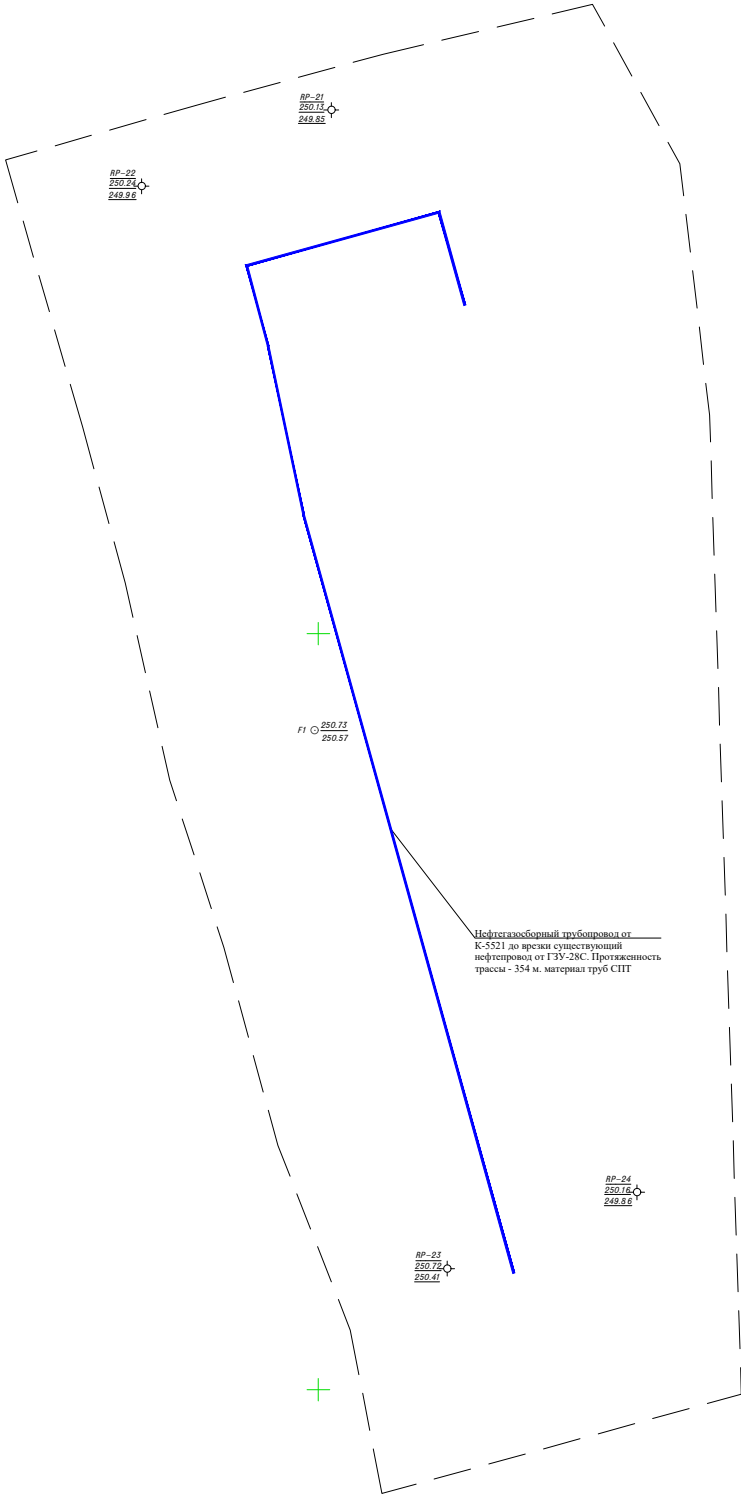 RP-21
250.13
249.85
RP-22
250.24
249.96
F1 250.73
250.57
Нефтегазосборный трубопровод от
К-5521 до врезки существующий
нефтепровод от ГЗУ-28С. Протяженность
трассы - 354 м. материал труб СПТ
RP-24
250.16
249.86
RP-23
250.72
250.41